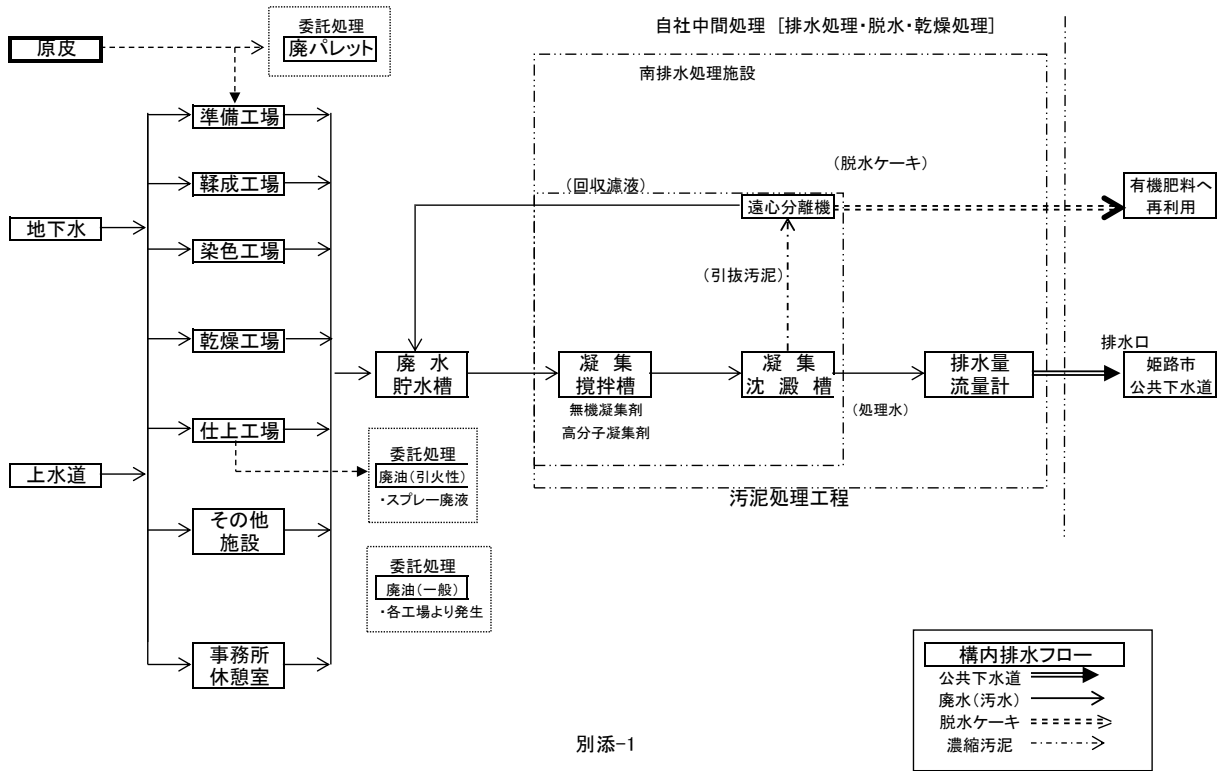 自社中間処理 [排水処理・脱水・乾燥処理]
委託処理
廃パレット
原皮
南排水処理施設
準備工場
(脱水ケーキ)
鞣成工場
(回収濾液)
遠心分離機
有機肥料へ
再利用
地下水
染色工場
(引抜汚泥)
乾燥工場
排水口
廃 水
貯水槽
凝 集
撹拌槽
凝 集
沈 澱 槽
排水量
流量計
姫路市
公共下水道
無機凝集剤
高分子凝集剤
(処理水)
仕上工場
委託処理
廃油(引火性)
・スプレー廃液
上水道
汚泥処理工程
その他
施設
委託処理
廃油(一般)
・各工場より発生
事務所
休憩室
構内排水フロー
公共下水道
廃水(汚水)
脱水ケーキ
濃縮汚泥
別添-1